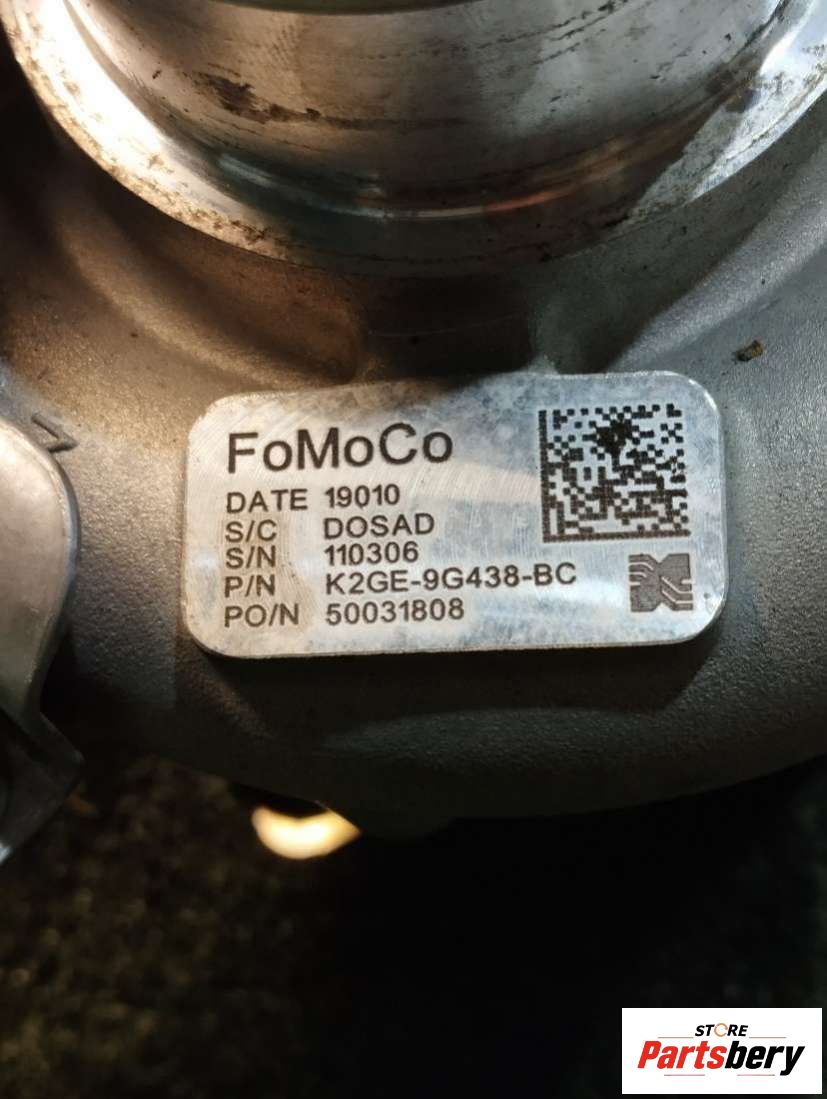 FoMoCo
DATE 19010
S/C DOSAD
S/N 110306
P/N K2GE-9G438-BC
PO/N 50031808
STORE
Partsbery